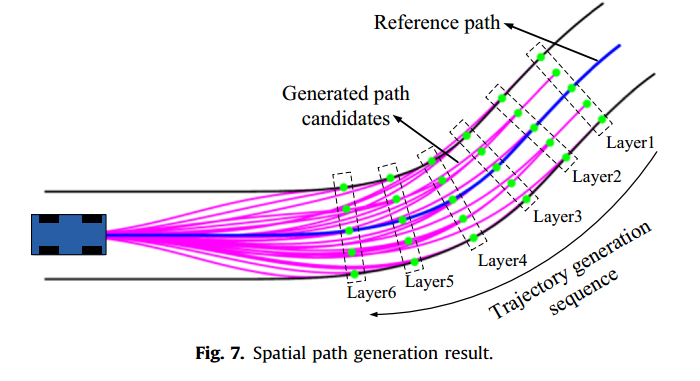 Reference path
Generated path
candidates
Layer1
Layer2
Layer3
Layer4
Layer5
Layer6
Trajectory generation
sequence
Fig. 7. Spatial path generation result.